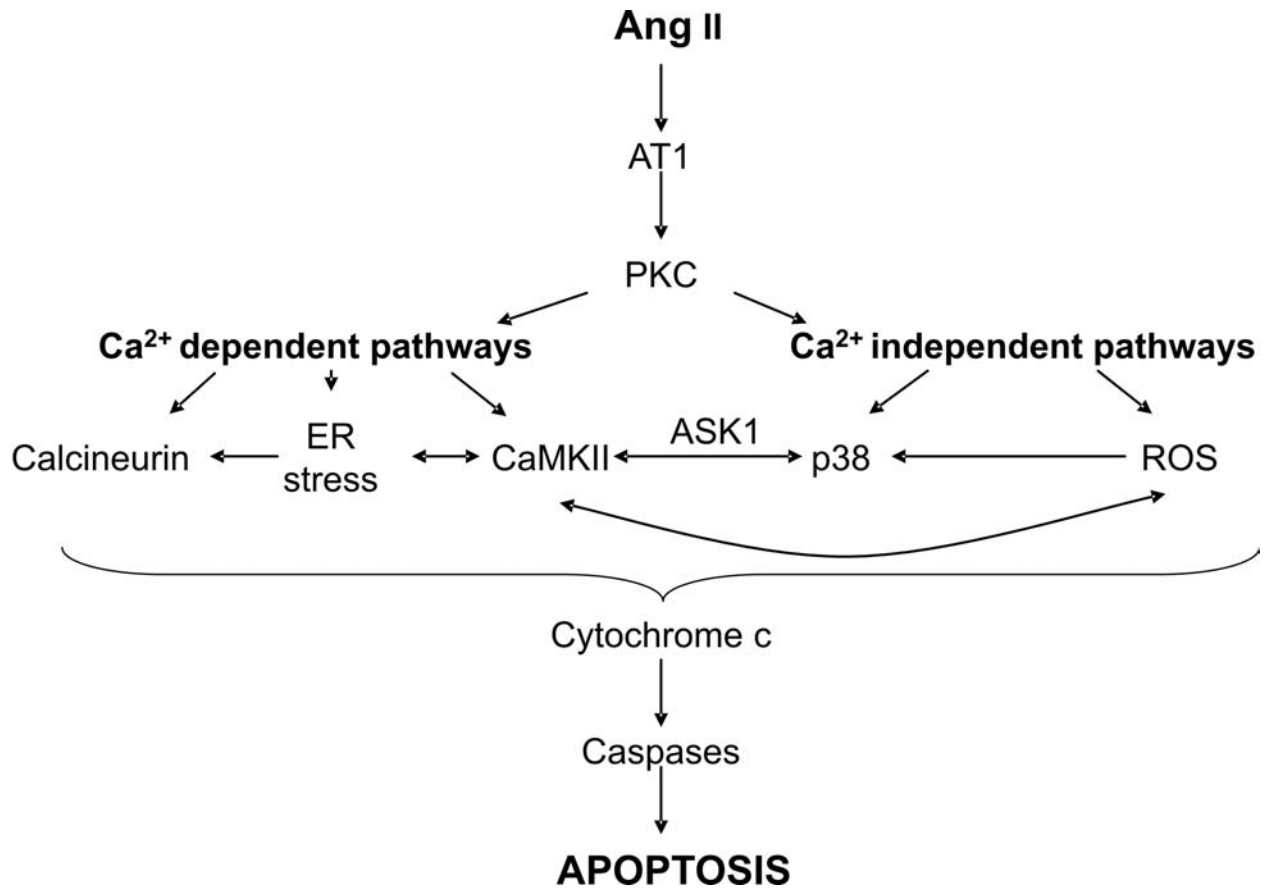 Ang II
AT1
PKC
Ca²⁺ dependent pathways
Ca²⁺ independent pathways
Calcineurin
ER
stress
CaMKII
ASK1
p38
ROS
Cytochrome c
Caspases
APOPTOSIS